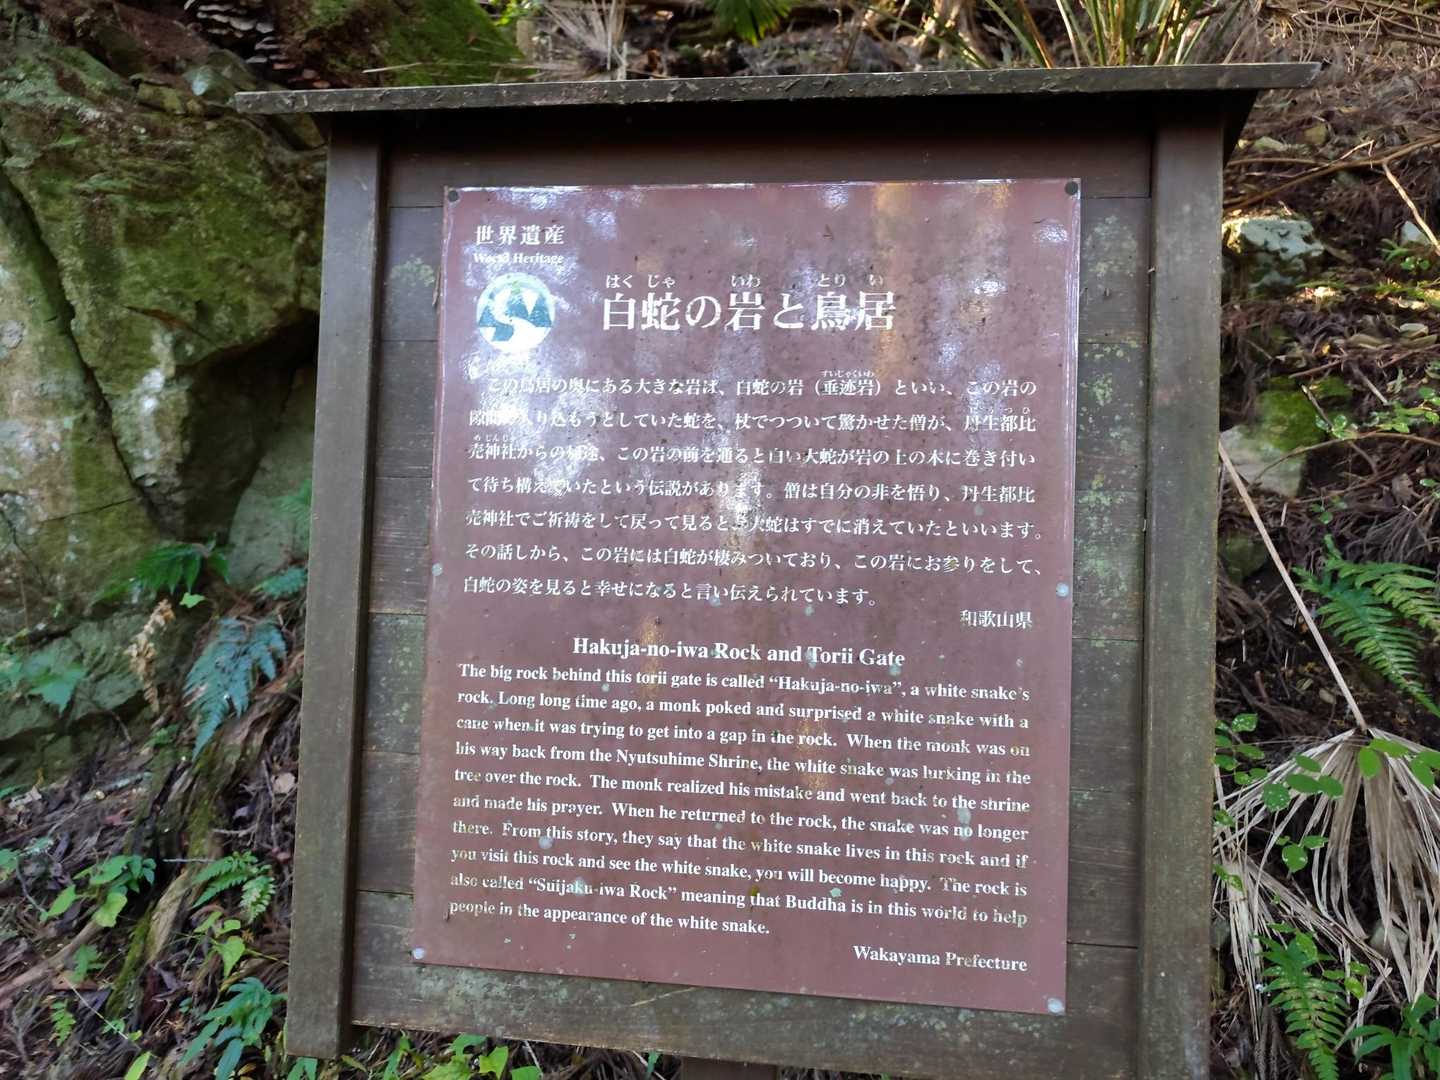 世界遺産
World Heritage
はくじゃ いわ とりい
白蛇の岩と鳥居
すいじゃくいわ
この鳥居の奥にある大きな岩は、白蛇の岩（垂迹岩）といい、この岩の
にうつひ
隙間に入り込もうとしていた蛇を、杖でつついて驚かせた僧が、丹生都比
めじんじゃ
売神社からの帰途、この岩の前を通ると白い大蛇が岩の上の木に巻き付い
て待ち構えていたという伝説があります。僧は自分の非を悟り、丹生都比
売神社でご祈祷をして戻って見ると、大蛇はすでに消えていたといいます。
その話しから、この岩には白蛇が棲みついており、この岩にお参りをして、
白蛇の姿を見ると幸せになると言い伝えられています。
和歌山県
Hakuja-no-iwa Rock and Torii Gate
The big rock behind this torii gate is called “Hakuja-no-iwa”, a white snake’s
rock. Long long time ago, a monk poked and surprised a white snake with a
cane when it was trying to get into a gap in the rock. When the monk was on
his way back from the Nyutsuhime Shrine, the white snake was lurking in the
tree over the rock. The monk realized his mistake and went back to the shrine
and made his prayer. When he returned to the rock, the snake was no longer
there. From this story, they say that the white snake lives in this rock and if
you visit this rock and see the white snake, you will become happy. The rock is
also called “Suijaku-iwa Rock” meaning that Buddha is in this world to help
people in the appearance of the white snake.
Wakayama Prefecture